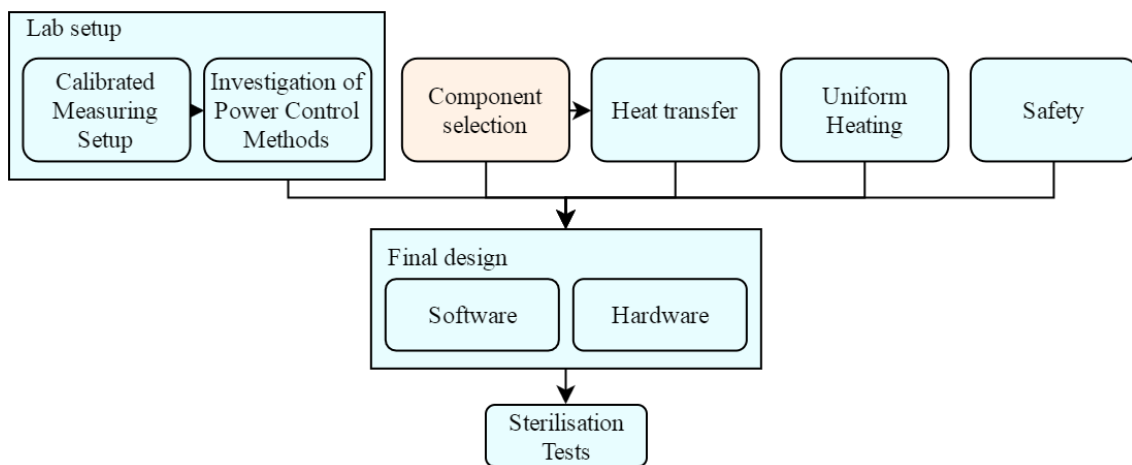 Lab setup
Calibrated
Measuring
Setup
Investigation of
Power Control
Methods
Component
selection
Heat transfer
Uniform
Heating
Safety
Final design
Software
Hardware
Sterilisation
Tests